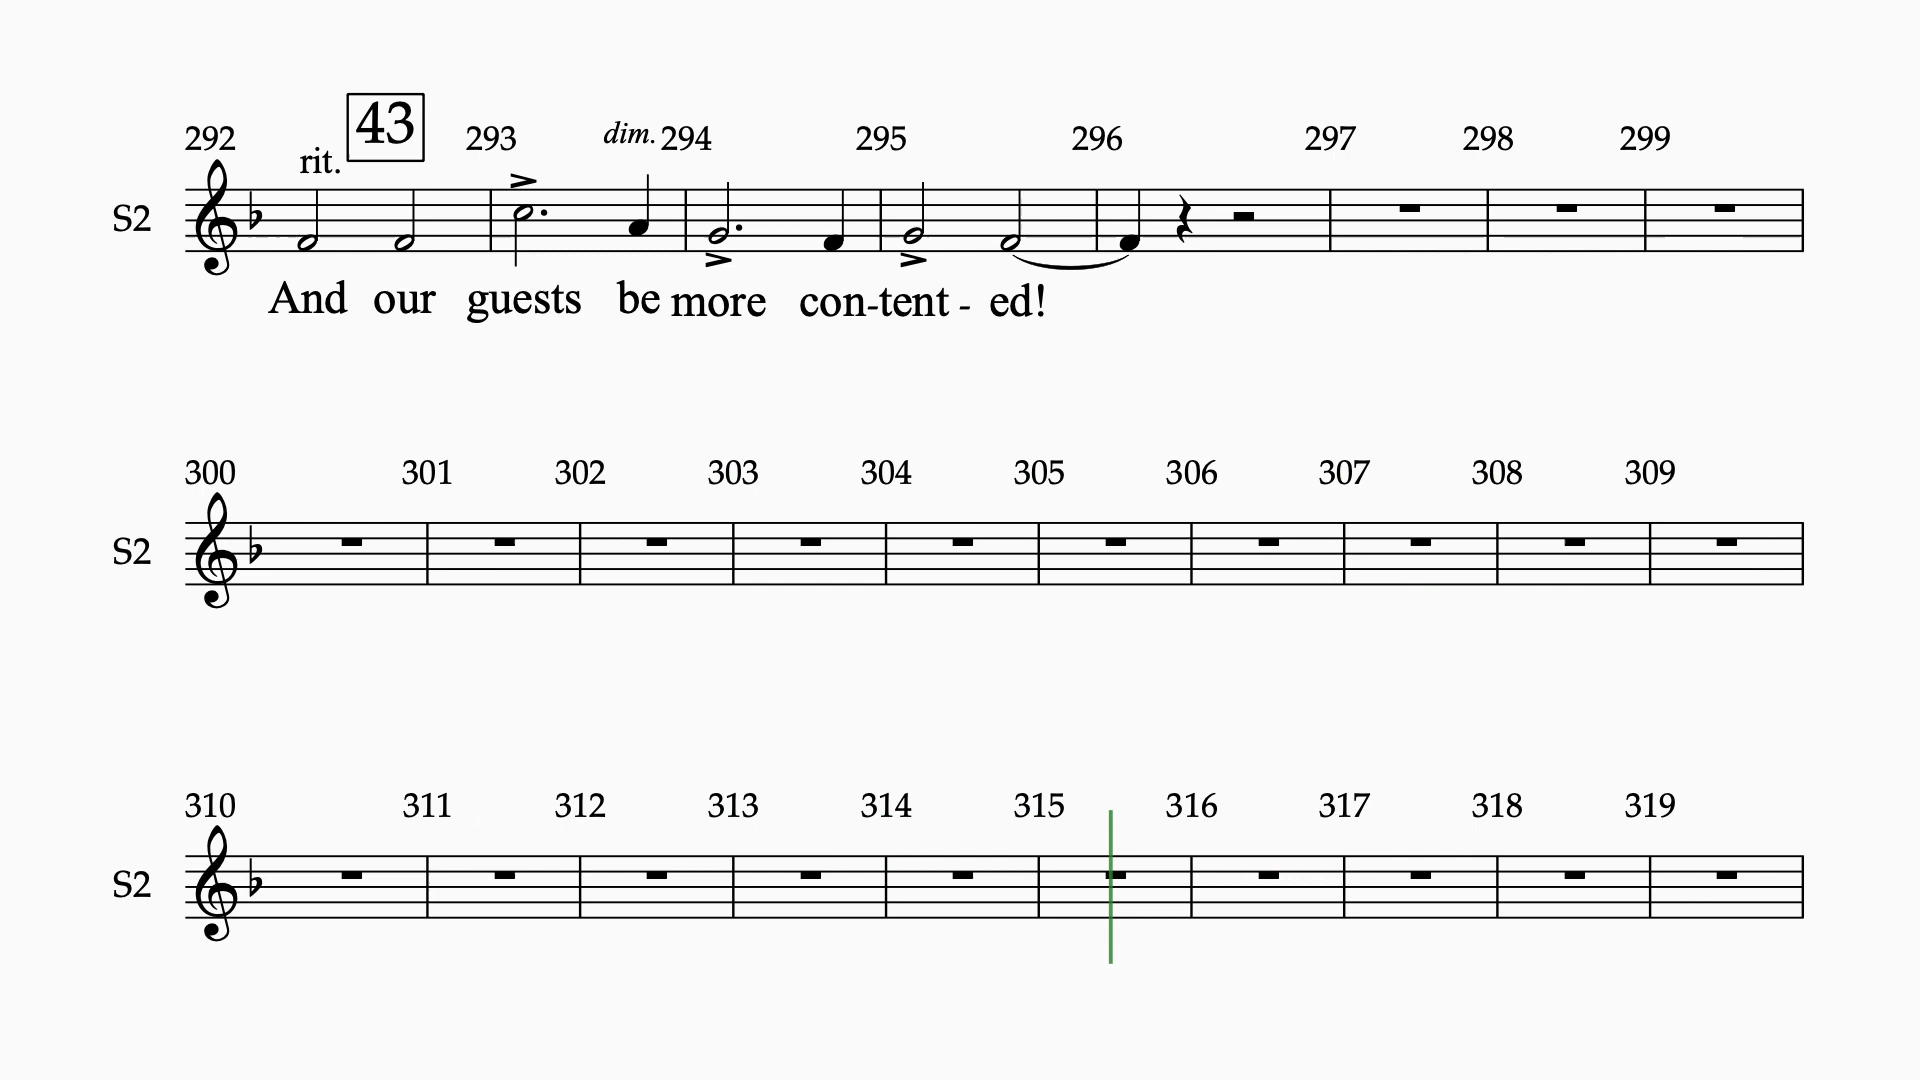 292 rit. 43 293 dim. 294 295 296 297 298 299
S2
And our guests be more con-tent - ed!
300 301 302 303 304 305 306 307 308 309
S2
310 311 312 313 314 315 316 317 318 319
S2